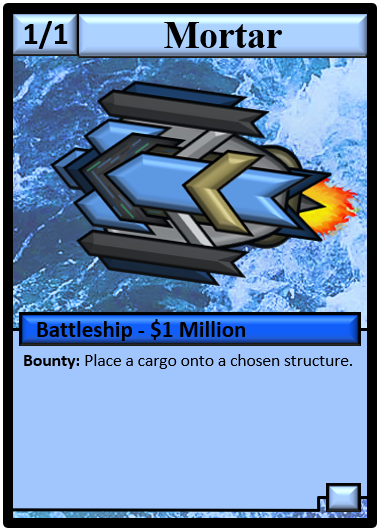 1/1 Mortar
Battleship - $1 Million
Bounty: Place a cargo onto a chosen structure.